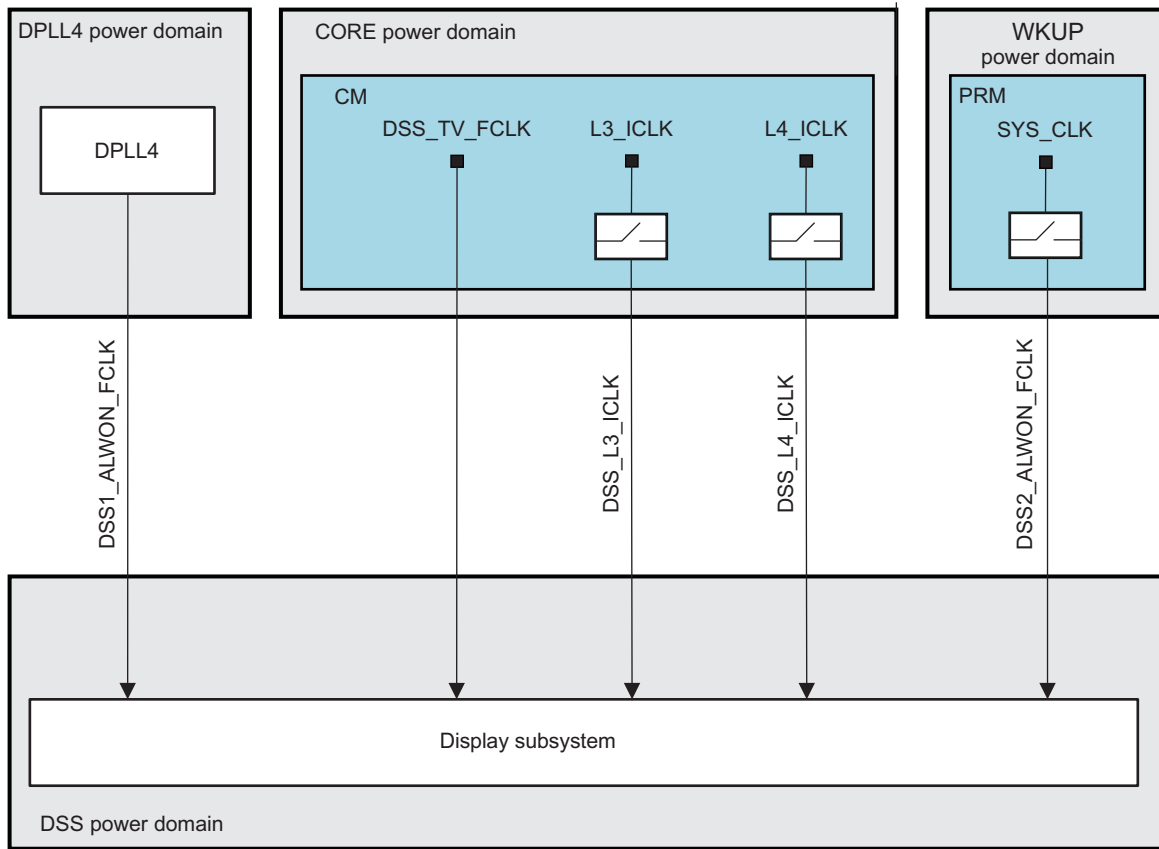 DPLL4 power domain
DPLL4
CORE power domain
CM
DSS_TV_FCLK
L3_ICLK
L4_ICLK
WKUP
power domain
PRM
SYS_CLK
DSS1_ALWON_FCLK
DSS_L3_ICLK
DSS_L4_ICLK
DSS2_ALWON_FCLK
Display subsystem
DSS power domain